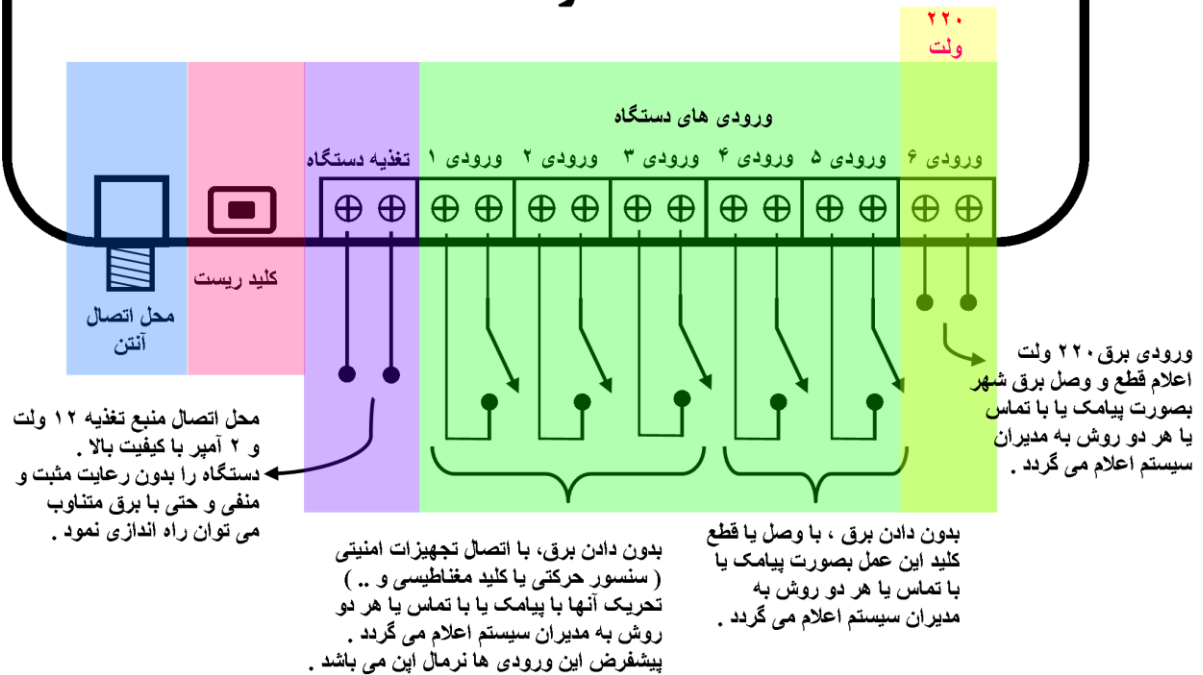 ۲۲۰
ولت
ورودی های دستگاه
تغذیه دستگاه
ورودی ۱
ورودی ۲
ورودی ۳
ورودی ۴
ورودی ۵
ورودی ۶
کلید ریست
محل اتصال
آنتن
ورودی برق ۲۲۰ ولت
اعلام قطع و وصل برق شهر
بصورت پیامک یا با تماس
یا هر دو روش به مدیران
سیستم اعلام می گردد .
محل اتصال منبع تغذیه ۱۲ ولت
و ۲ آمپر با کیفیت بالا .
دستگاه را بدون رعایت مثبت و
منفی و حتی با برق متناوب
می توان راه اندازی نمود .
بدون دادن برق ، با وصل یا قطع
کلید این عمل بصورت پیامک یا
با تماس یا هر دو روش به
مدیران سیستم اعلام می گردد .
بدون دادن برق، با اتصال تجهیزات امنیتی
( سنسور حرکتی یا کلید مغناطیسی و .. )
تحریک آنها با پیامک یا با تماس یا هر دو
روش به مدیران سیستم اعلام می گردد .
پیشفرض این ورودی ها نرمال اپن می باشد .